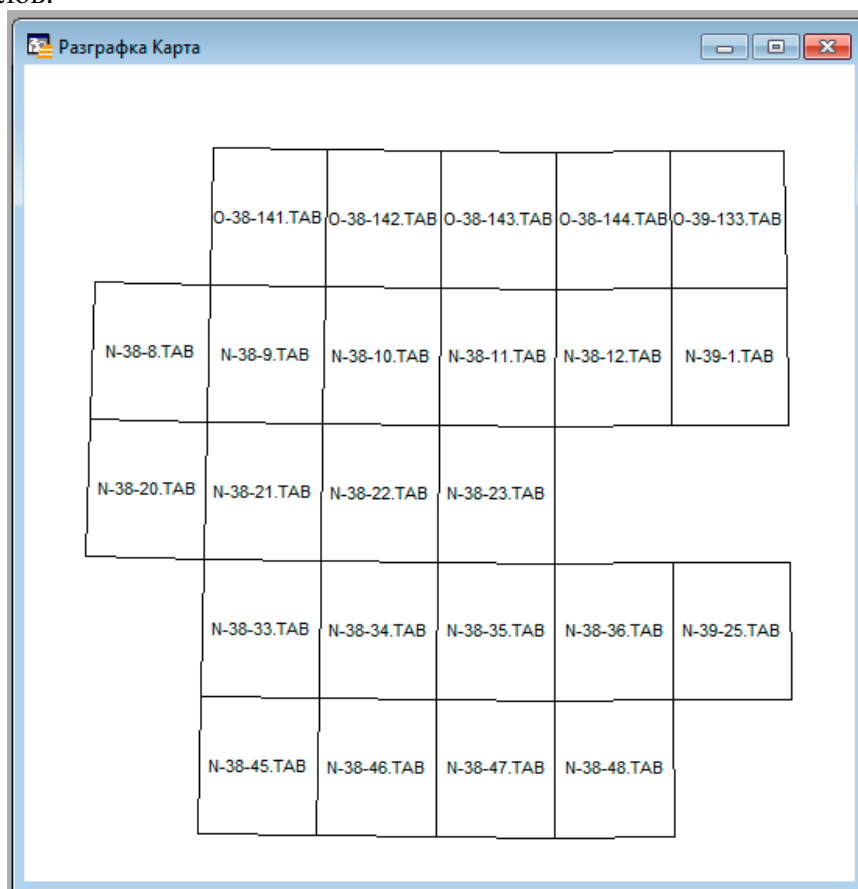 Разграфка Карта
O-38-141.TAB O-38-142.TAB O-38-143.TAB O-38-144.TAB O-39-133.TAB
N-38-8.TAB N-38-9.TAB N-38-10.TAB N-38-11.TAB N-38-12.TAB N-39-1.TAB
N-38-20.TAB N-38-21.TAB N-38-22.TAB N-38-23.TAB
N-38-33.TAB N-38-34.TAB N-38-35.TAB N-38-36.TAB N-39-25.TAB
N-38-45.TAB N-38-46.TAB N-38-47.TAB N-38-48.TAB